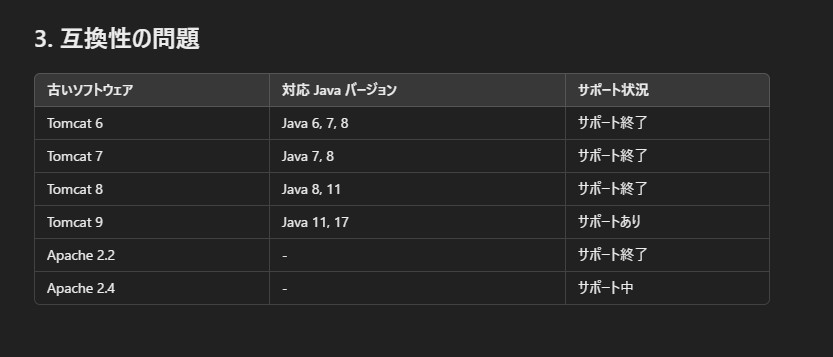 3. 互換性の問題
古いソフトウェア 対応 Java バージョン サポート状況
Tomcat 6 Java 6, 7, 8 サポート終了
Tomcat 7 Java 7, 8 サポート終了
Tomcat 8 Java 8, 11 サポート終了
Tomcat 9 Java 11, 17 サポートあり
Apache 2.2 - サポート終了
Apache 2.4 - サポート中